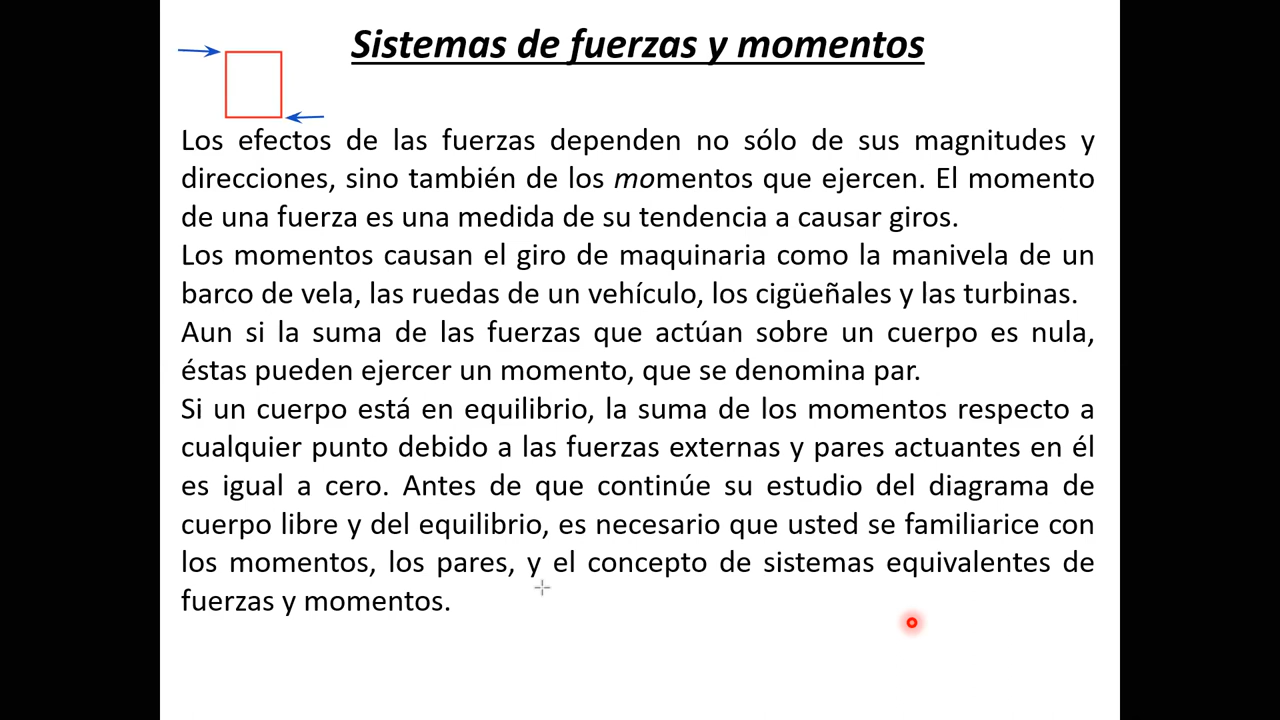 Sistemas de fuerzas y momentos
Los efectos de las fuerzas dependen no sólo de sus magnitudes y
direcciones, sino también de los momentos que ejercen. El momento
de una fuerza es una medida de su tendencia a causar giros.
Los momentos causan el giro de maquinaria como la manivela de un
barco de vela, las ruedas de un vehículo, los cigüeñales y las turbinas.
Aun si la suma de las fuerzas que actúan sobre un cuerpo es nula,
éstas pueden ejercer un momento, que se denomina par.
Si un cuerpo está en equilibrio, la suma de los momentos respecto a
cualquier punto debido a las fuerzas externas y pares actuantes en él
es igual a cero. Antes de que continúe su estudio del diagrama de
cuerpo libre y del equilibrio, es necesario que usted se familiarice con
los momentos, los pares, y el concepto de sistemas equivalentes de
fuerzas y momentos.